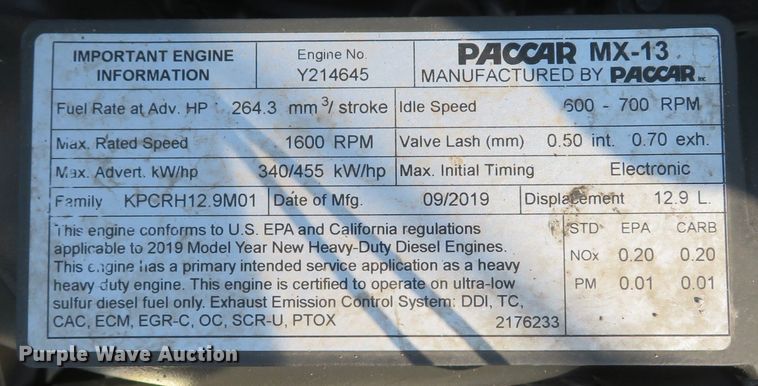 IMPORTANT ENGINE INFORMATION
Engine No. Y214645
PACCAR MX-13
MANUFACTURED BY PACCAR INC
Fuel Rate at Adv. HP 264.3 mm³/ stroke Idle Speed 600 - 700 RPM
Max. Rated Speed 1600 RPM Valve Lash (mm) 0.50 int. 0.70 exh.
Max. Advert. kW/hp 340/455 kW/hp Max. Initial Timing Electronic
Family KPCRH12.9M01 Date of Mfg. 09/2019 Displacement 12.9 L.
This engine conforms to U.S. EPA and California regulations
applicable to 2019 Model Year New Heavy-Duty Diesel Engines.
This engine has a primary intended service application as a heavy
heavy duty engine. This engine is certified to operate on ultra-low
sulfur diesel fuel only. Exhaust Emission Control System: DDI, TC,
CAC, ECM, EGR-C, OC, SCR-U, PTOX 2176233
STD EPA CARB
NOx 0.20 0.20
PM 0.01 0.01
Purple Wave Auction